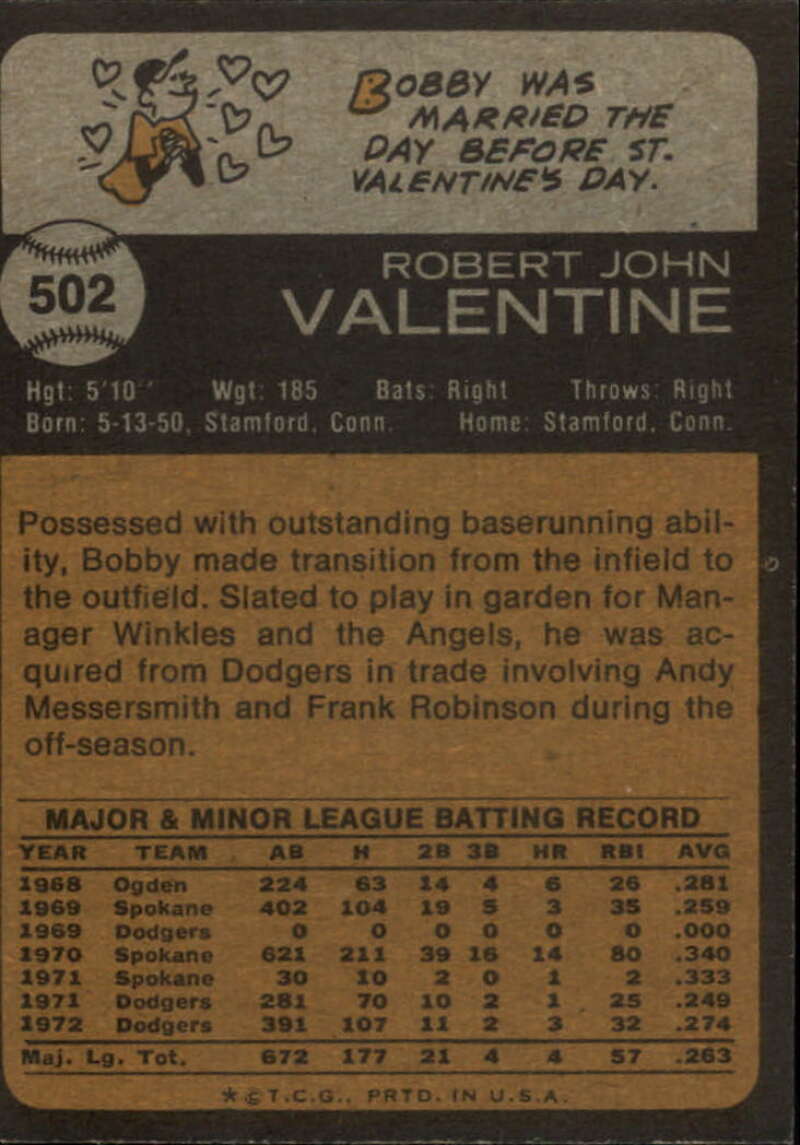 BOBBY WAS
MARRIED THE
DAY BEFORE ST.
VALENTINE'S DAY.
502
ROBERT JOHN
VALENTINE
Hgt: 5'10" Wgt: 185 Bats: Right Throws: Right
Born: 5-13-50, Stamford, Conn. Home: Stamford, Conn.
Possessed with outstanding baserunning abil-
ity, Bobby made transition from the infield to
the outfield. Slated to play in garden for Man-
ager Winkles and the Angels, he was ac-
quired from Dodgers in trade involving Andy
Messersmith and Frank Robinson during the
off-season.
MAJOR & MINOR LEAGUE BATTING RECORD
YEAR TEAM AB H 2B 3B HR RBI AVG
1968 Ogden 224 63 14 4 6 26 .281
1969 Spokane 402 104 19 5 3 35 .259
1969 Dodgers 0 0 0 0 0 0 .000
1970 Spokane 621 211 39 16 14 80 .340
1971 Spokane 30 10 2 0 1 2 .333
1971 Dodgers 281 70 10 2 1 25 .249
1972 Dodgers 391 107 11 2 3 32 .274
Maj. Lg. Tot. 672 177 21 4 4 57 .263
*©T.C.G., PRTD. IN U.S.A.